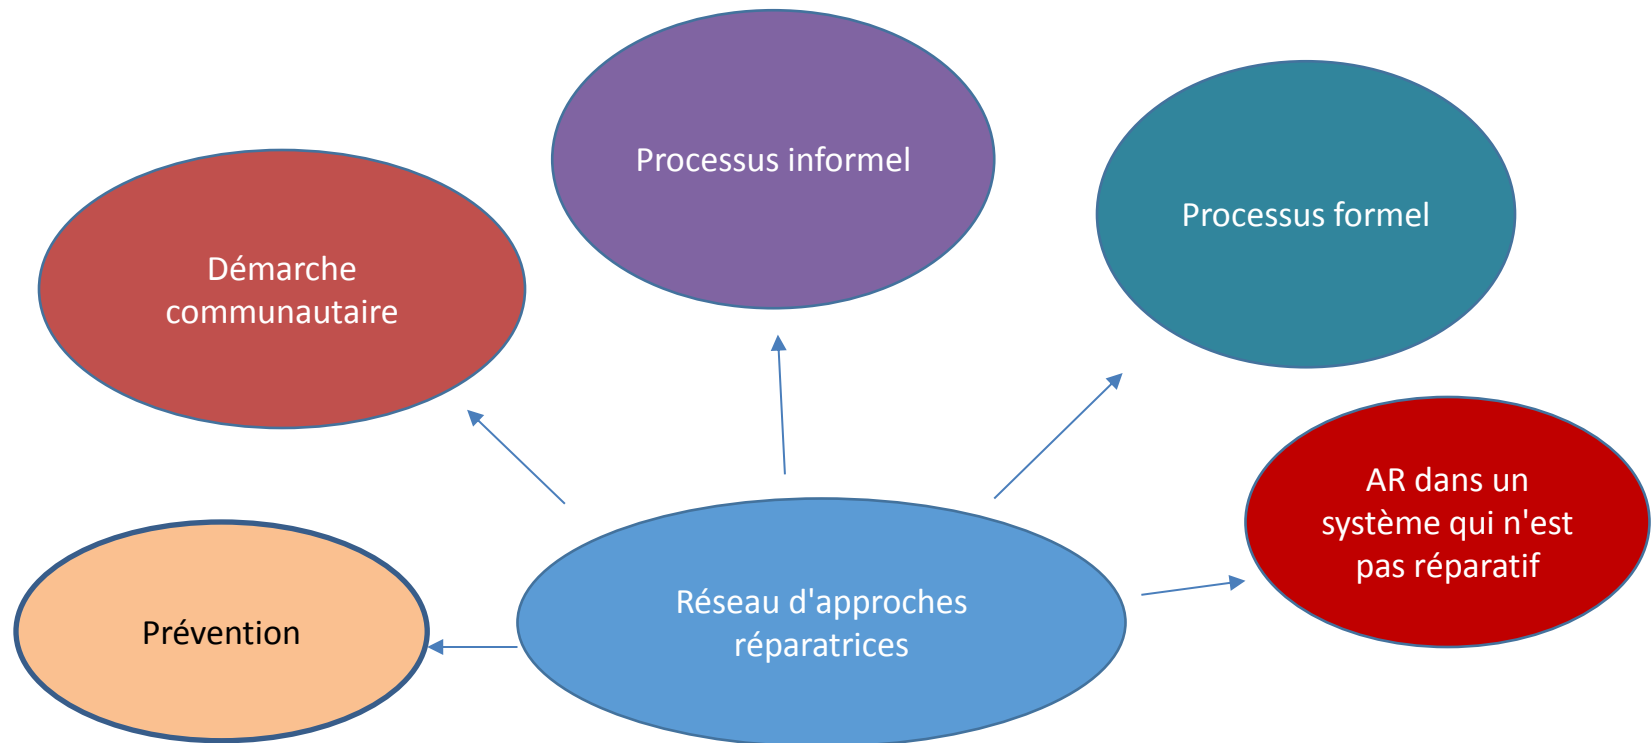 Processus informel
Processus formel
Démarche
communautaire
AR dans un
système qui n'est
pas réparatif
Réseau d'approches
réparatrices
Prévention